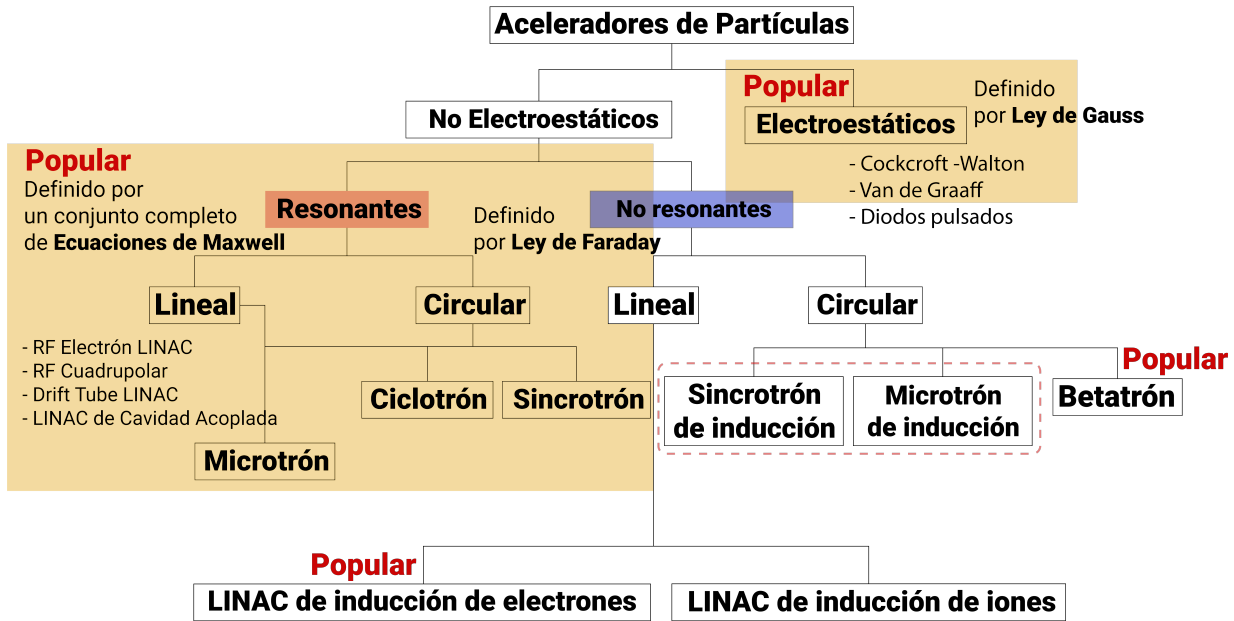 Aceleradores de Partículas
Popular
Definido
por Ley de Gauss
No Electroestáticos
Electroestáticos
- Cockcroft -Walton
- Van de Graaff
- Diodos pulsados
Popular
Definido por
un conjunto completo
de Ecuaciones de Maxwell
Resonantes
Definido
por Ley de Faraday
No resonantes
Lineal
Circular
Lineal
Circular
- RF Electrón LINAC
- RF Cuadrupolar
- Drift Tube LINAC
- LINAC de Cavidad Acoplada
Ciclotrón
Sincrotrón
Microtrón
Sincrotrón
de inducción
Microtrón
de inducción
Popular
Betatrón
Popular
LINAC de inducción de electrones
LINAC de inducción de iones